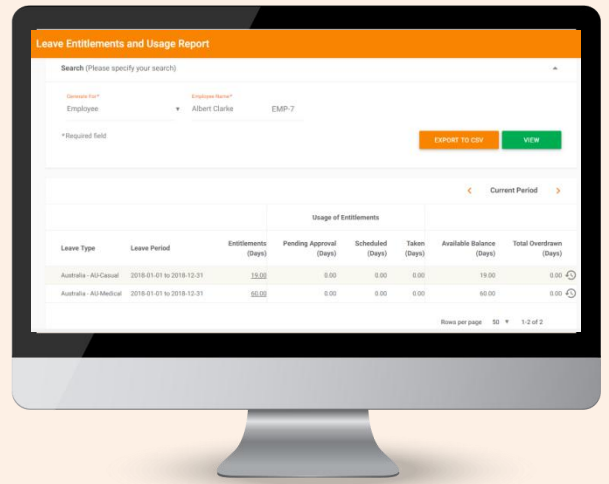 Leave Entitlements and Usage Report
Search (Please specify your search)
Generate For* Employee Name*
Employee Albert Clarke EMP-7
*Required field
EXPORT TO CSV VIEW
Current Period
Usage of Entitlements
Leave Type Leave Period Entitlements (Days) Pending Approval (Days) Scheduled (Days) Taken (Days) Available Balance (Days) Total Overdrawn (Days)
Australia - AU-Casual 2018-01-01 to 2018-12-31 19.00 0.00 0.00 0.00 19.00 0.00
Australia - AU-Medical 2018-01-01 to 2018-12-31 60.00 0.00 0.00 0.00 60.00 0.00
Rows per page 50 1-2 of 2